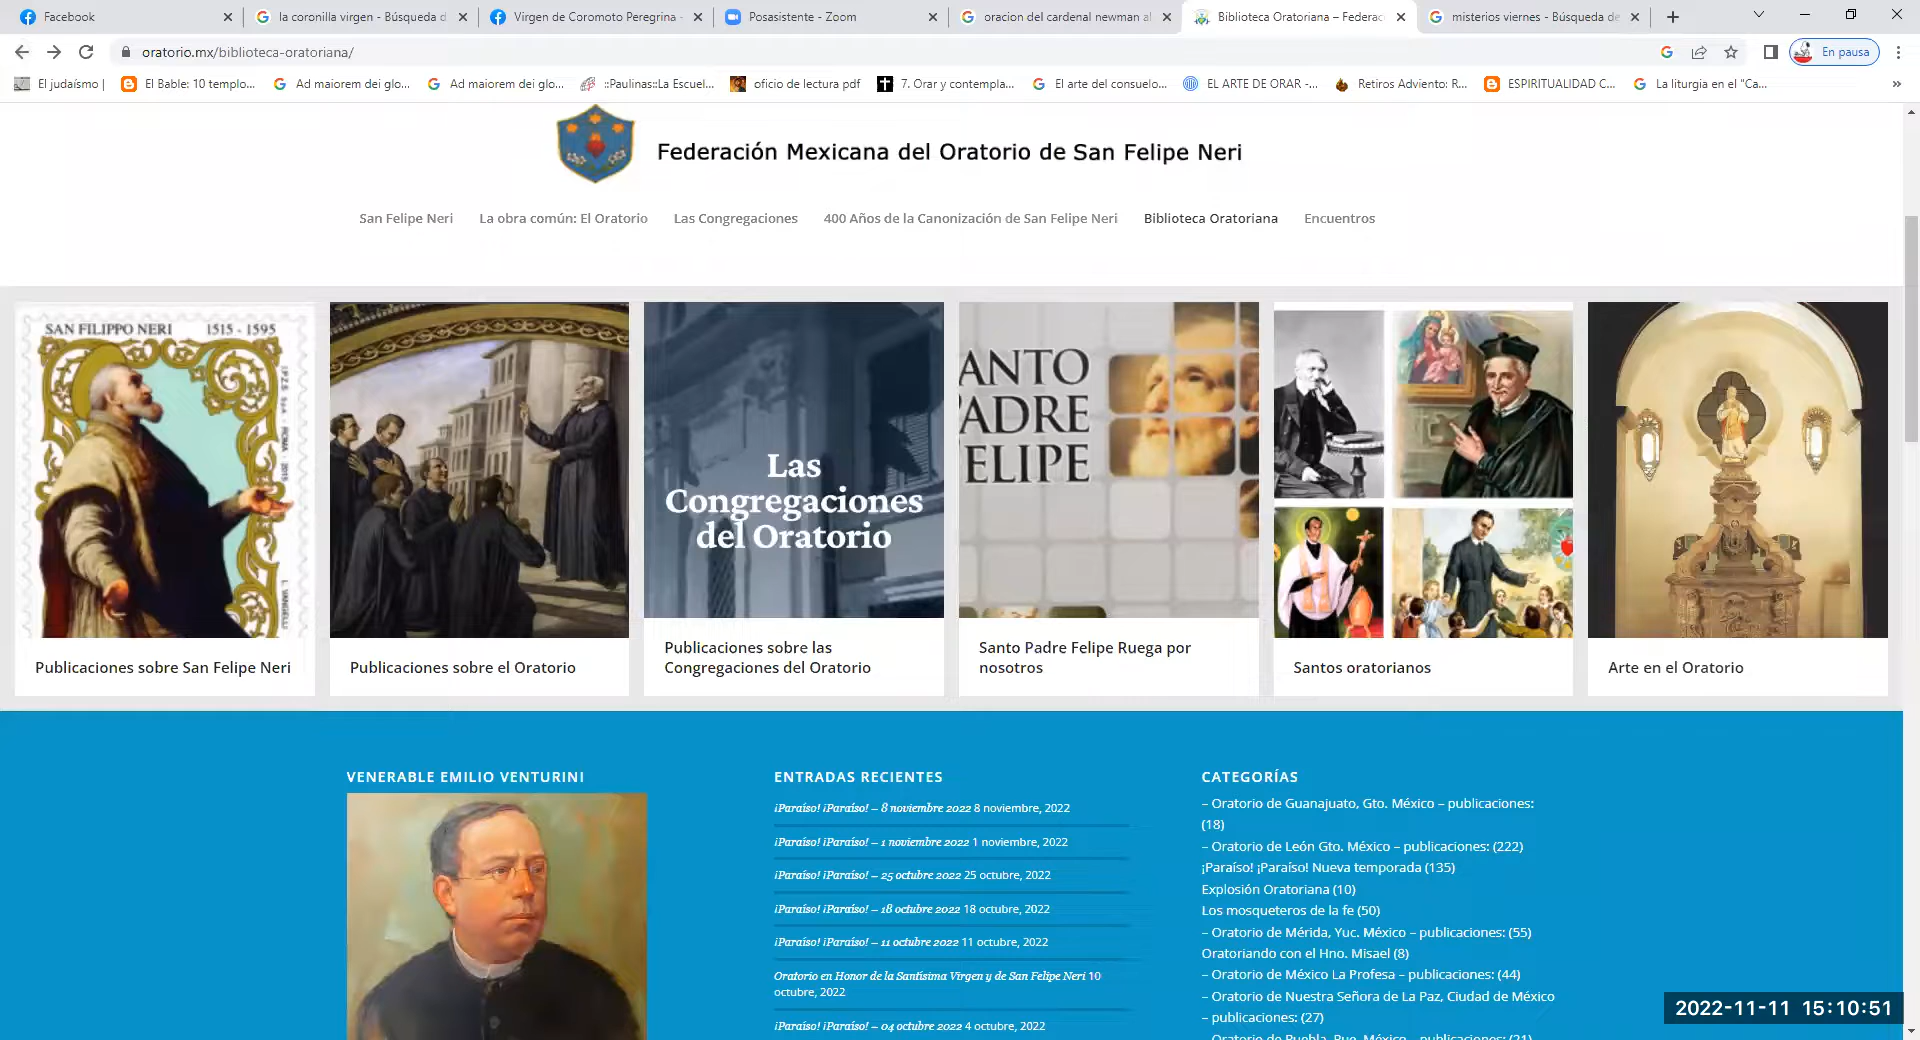 Facebook
la coronilla virgen - Búsqueda d
Virgen de Coromoto Peregrina -
Posasistente - Zoom
oracion del cardenal newman al
Biblioteca Oratoriana – Federac
misterios viernes - Búsqueda de
oratorio.mx/biblioteca-oratoriana/
En pausa
El judaísmo |
El Bable: 10 templo...
Ad maiorem dei glo...
Ad maiorem dei glo...
::Paulinas::La Escuel...
oficio de lectura pdf
7. Orar y contempla...
El arte del consuelo...
EL ARTE DE ORAR -...
Retiros Adviento: R...
ESPIRITUALIDAD C...
La liturgia en el "Ca...
Federación Mexicana del Oratorio de San Felipe Neri
San Felipe Neri
La obra común: El Oratorio
Las Congregaciones
400 Años de la Canonización de San Felipe Neri
Biblioteca Oratoriana
Encuentros
SAN FILIPPO NERI 1515 - 1595
Publicaciones sobre San Felipe Neri
Publicaciones sobre el Oratorio
Las
Congregaciones
del Oratorio
Publicaciones sobre las
Congregaciones del Oratorio
ANTO
PADRE
ELIPE
Santo Padre Felipe Ruega por
nosotros
Santos oratorianos
Arte en el Oratorio
VENERABLE EMILIO VENTURINI
ENTRADAS RECIENTES
¡Paraíso! ¡Paraíso! – 8 noviembre 2022 8 noviembre, 2022
¡Paraíso! ¡Paraíso! – 1 noviembre 2022 1 noviembre, 2022
¡Paraíso! ¡Paraíso! – 25 octubre 2022 25 octubre, 2022
¡Paraíso! ¡Paraíso! – 18 octubre 2022 18 octubre, 2022
¡Paraíso! ¡Paraíso! – 11 octubre 2022 11 octubre, 2022
Oratorio en Honor de la Santísima Virgen y de San Felipe Neri 10
octubre, 2022
¡Paraíso! ¡Paraíso! – 04 octubre 2022 4 octubre, 2022
CATEGORÍAS
– Oratorio de Guanajuato, Gto. México – publicaciones:
(18)
– Oratorio de León Gto. México – publicaciones: (222)
¡Paraíso! ¡Paraíso! Nueva temporada (135)
Explosión Oratoriana (10)
Los mosqueteros de la fe (50)
– Oratorio de Mérida, Yuc. México – publicaciones: (55)
Oratoriando con el Hno. Misael (8)
– Oratorio de México La Profesa – publicaciones: (44)
– Oratorio de Nuestra Señora de La Paz, Ciudad de México
– publicaciones: (27)
– Oratorio de Puebla, Pue. México – publicaciones: (21)
2022-11-11 15:10:51